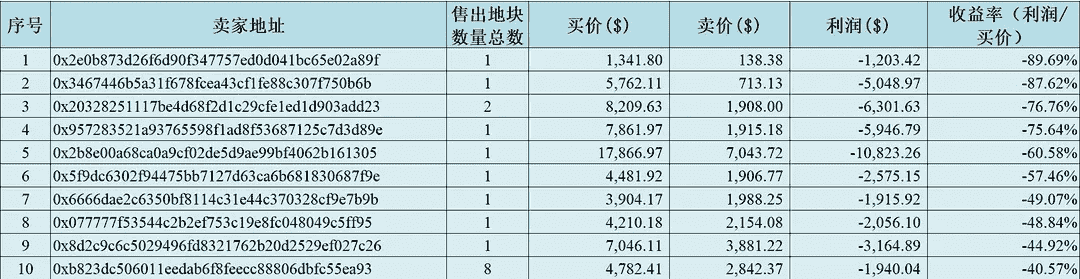 序号 卖家地址 售出地块数量总数 买价($) 卖价($) 利润($) 收益率（利润/买价）
1 0x2e0b873d26f6d90f347757ed0d041bc65e02a89f 1 1,341.80 138.38 -1,203.42 -89.69%
2 0x3467446b5a31f678fcea43cf1fe88c307f750b6b 1 5,762.11 713.13 -5,048.97 -87.62%
3 0x20328251117be4d68f2d1c29cfe1ed1d903add23 2 8,209.63 1,908.00 -6,301.63 -76.76%
4 0x957283521a93765598f1ad8f53687125c7d3d89e 1 7,861.97 1,915.18 -5,946.79 -75.64%
5 0x2b8e00a68ca0a9cf02de5d9ae99bf4062b161305 1 17,866.97 7,043.72 -10,823.26 -60.58%
6 0x5f9dc6302f94475bb7127d63ca6b681830687f9e 1 4,481.92 1,906.77 -2,575.15 -57.46%
7 0x6666dae2c6350bf8114c31e44c370328cf9e7b9b 1 3,904.17 1,988.25 -1,915.92 -49.07%
8 0x077777f53544c2b2ef753c19e8fc048049c5ff95 1 4,210.18 2,154.08 -2,056.10 -48.84%
9 0x8d2c9c6c5029496fd8321762b20d2529ef027c26 1 7,046.11 3,881.22 -3,164.89 -44.92%
10 0xb823dc506011eedab6f8feecc88806dbfc55ea93 8 4,782.41 2,842.37 -1,940.04 -40.57%